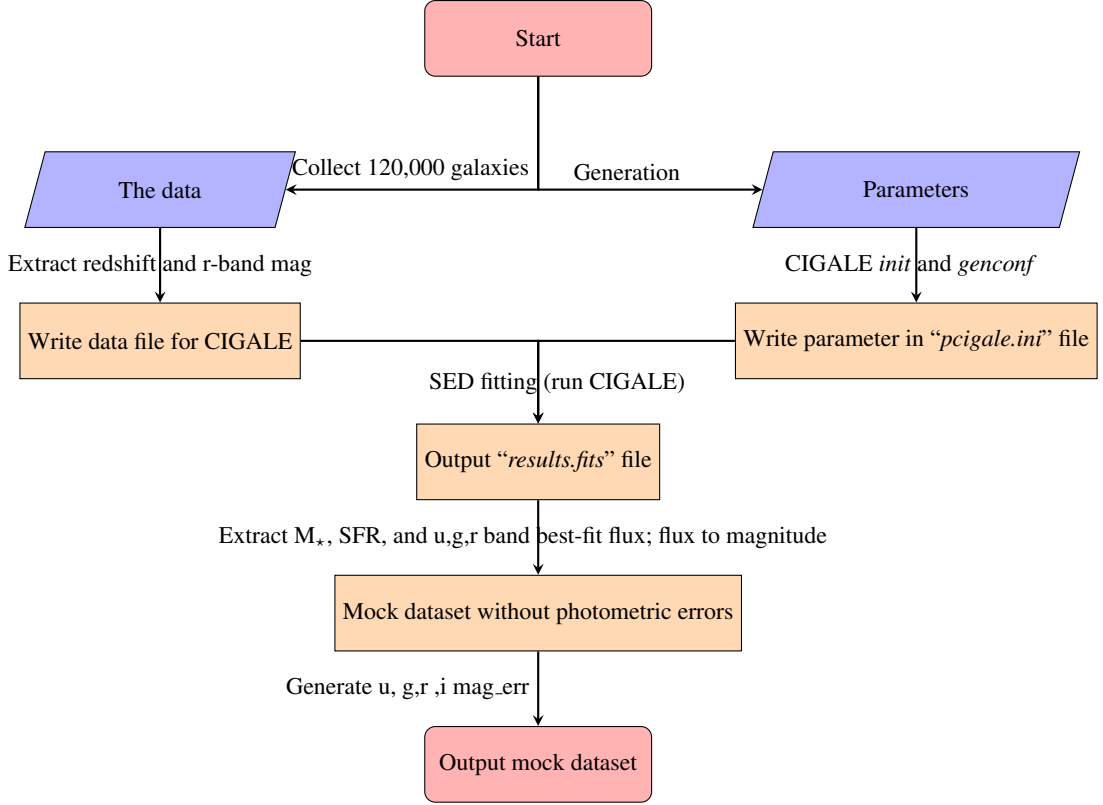 Start
Collect 120,000 galaxies
Generation
The data
Parameters
Extract redshift and r-band mag
CIGALE init and genconf
Write data file for CIGALE
Write parameter in “pcigale.ini” file
SED fitting (run CIGALE)
Output “results.fits” file
Extract M⋆, SFR, and u,g,r band best-fit flux; flux to magnitude
Mock dataset without photometric errors
Generate u, g,r ,i mag_err
Output mock dataset